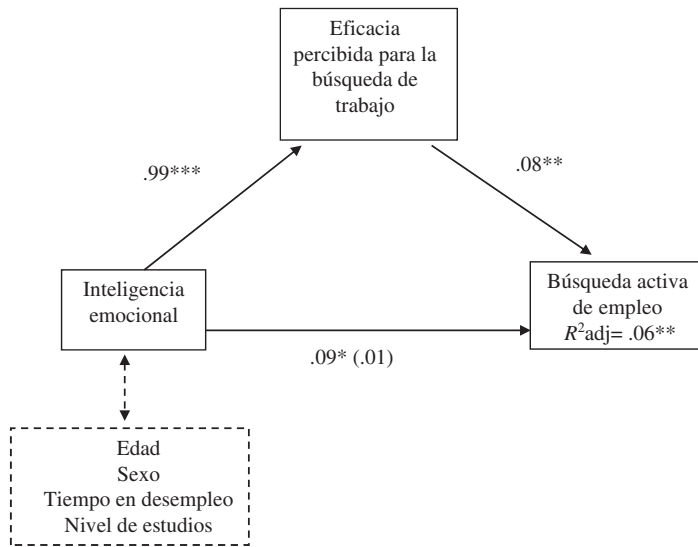 Eficacia
percibida para la
búsqueda de
trabajo
.99***
.08**
Inteligencia
emocional
Búsqueda activa
de empleo
R²adj= .06**
.09* (.01)
Edad
Sexo
Tiempo en desempleo
Nivel de estudios